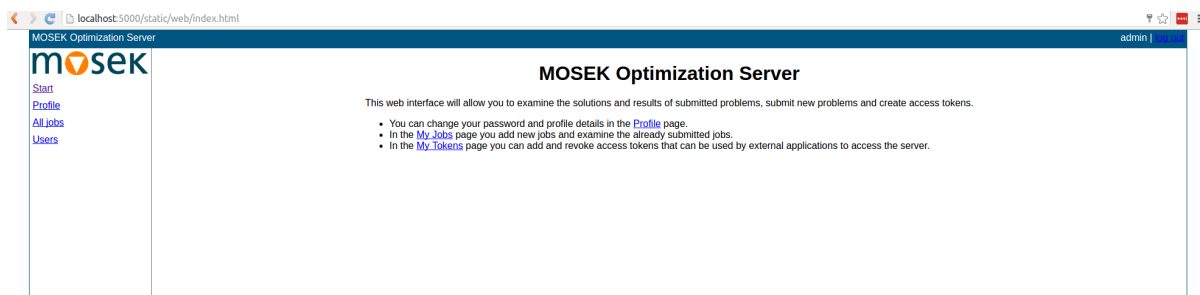 localhost:5000/static/web/index.html
MOSEK Optimization Server
admin | log out
mosek
Start
Profile
All jobs
Users
MOSEK Optimization Server
This web interface will allow you to examine the solutions and results of submitted problems, submit new problems and create access tokens.
• You can change your password and profile details in the Profile page.
• In the My Jobs page you add new jobs and examine the already submitted jobs.
• In the My Tokens page you can add and revoke access tokens that can be used by external applications to access the server.